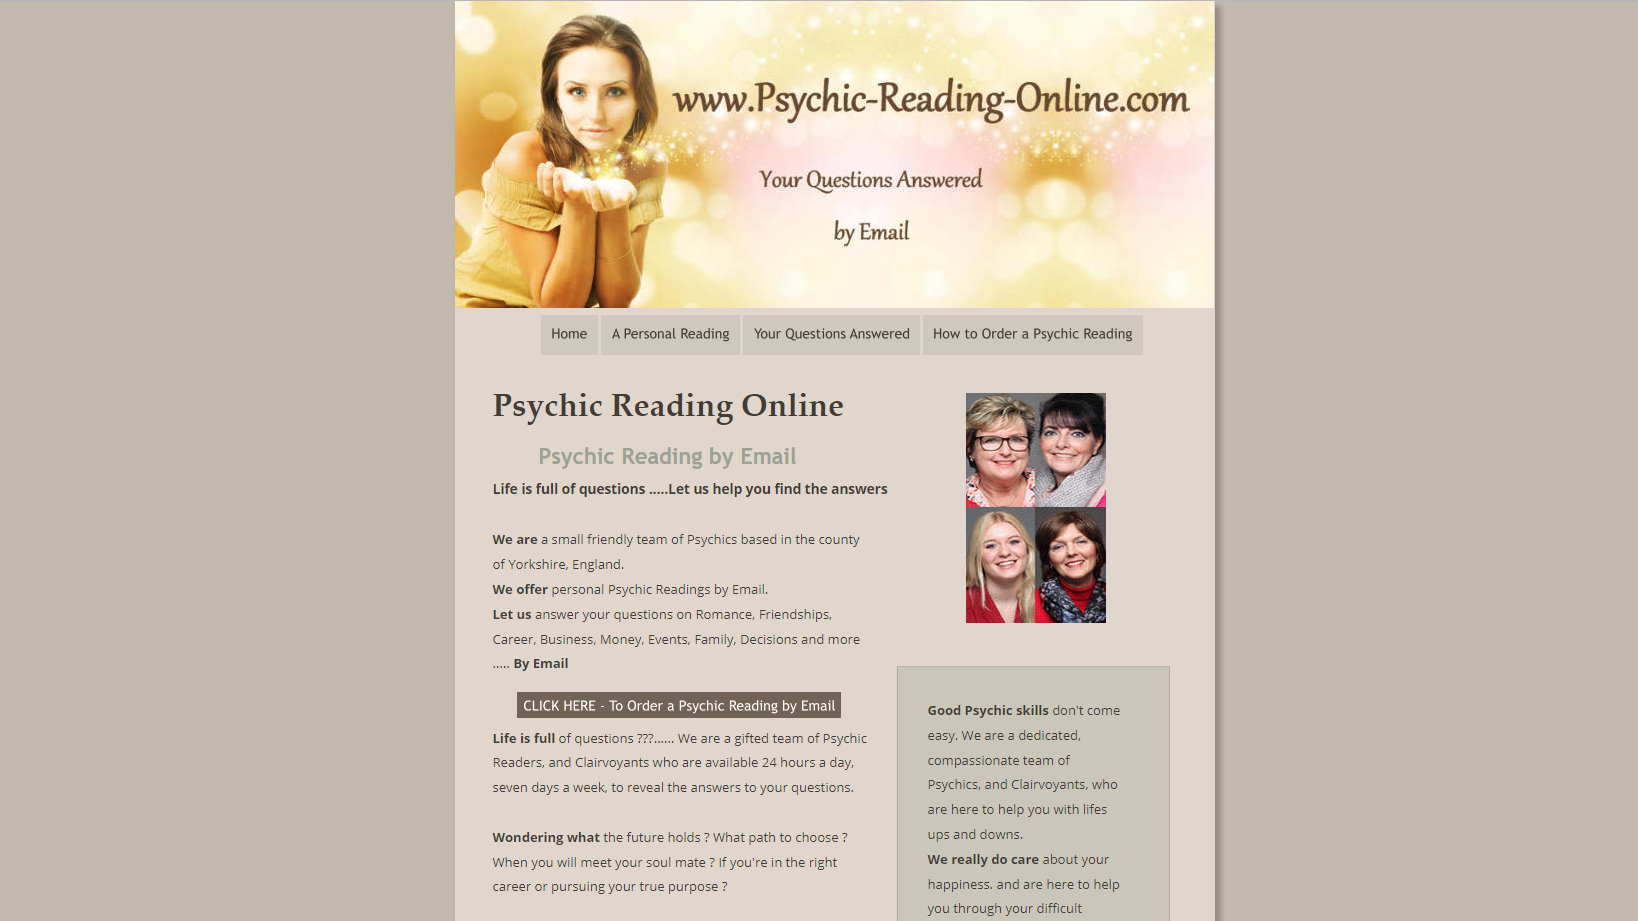 www.Psychic-Reading-Online.com
Your Questions Answered
by Email
Home
A Personal Reading
Your Questions Answered
How to Order a Psychic Reading
Psychic Reading Online
Psychic Reading by Email
Life is full of questions .....Let us help you find the answers
We are a small friendly team of Psychics based in the county
of Yorkshire, England.
We offer personal Psychic Readings by Email.
Let us answer your questions on Romance, Friendships,
Career, Business, Money, Events, Family, Decisions and more
..... By Email
CLICK HERE - To Order a Psychic Reading by Email
Life is full of questions ???...... We are a gifted team of Psychic
Readers, and Clairvoyants who are available 24 hours a day,
seven days a week, to reveal the answers to your questions.
Wondering what the future holds ? What path to choose ?
When you will meet your soul mate ? If you're in the right
career or pursuing your true purpose ?
Good Psychic skills don't come
easy. We are a dedicated,
compassionate team of
Psychics, and Clairvoyants, who
are here to help you with lifes
ups and downs.
We really do care about your
happiness. and are here to help
you through your difficult